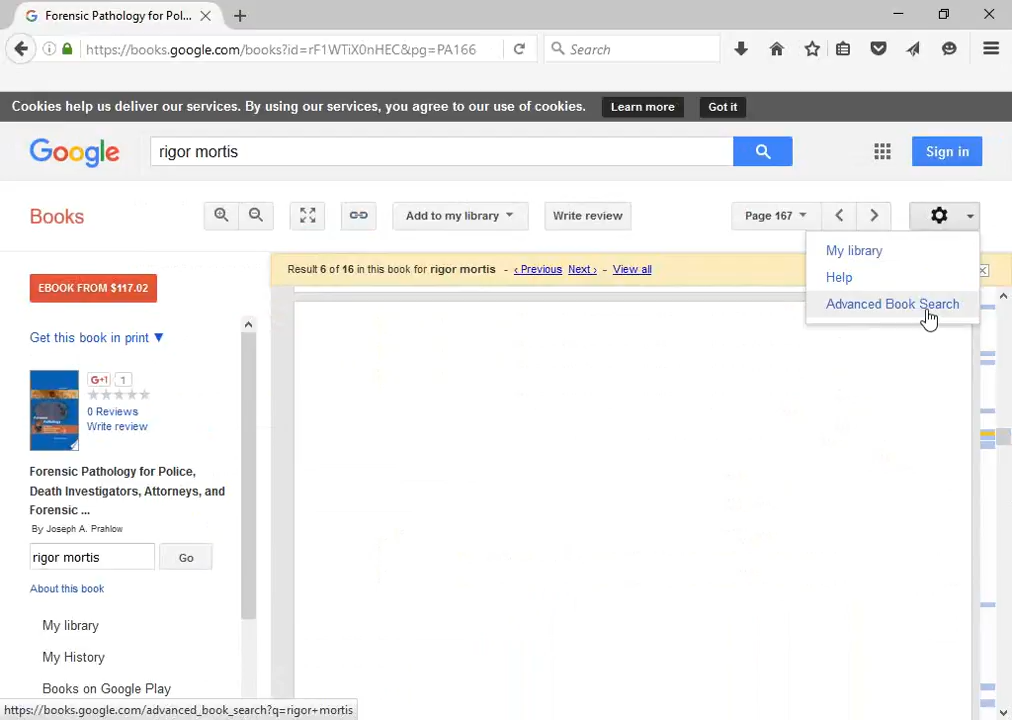 Forensic Pathology for Polic...
https://books.google.com/books?id=rF1WTiX0nHEC&pg=PA166
Search
Cookies help us deliver our services. By using our services, you agree to our use of cookies.
Learn more
Got it
Google
rigor mortis
Sign in
Books
Add to my library
Write review
Page 167
My library
Help
Advanced Book Search
Result 6 of 16 in this book for rigor mortis - ‹ Previous Next › - View all
EBOOK FROM $117.02
Get this book in print ▼
G+1 1
0 Reviews
Write review
Forensic Pathology for Police,
Death Investigators, Attorneys, and
Forensic ...
By Joseph A. Prahlow
rigor mortis
Go
About this book
My library
My History
Books on Google Play
https://books.google.com/advanced_book_search?q=rigor+mortis